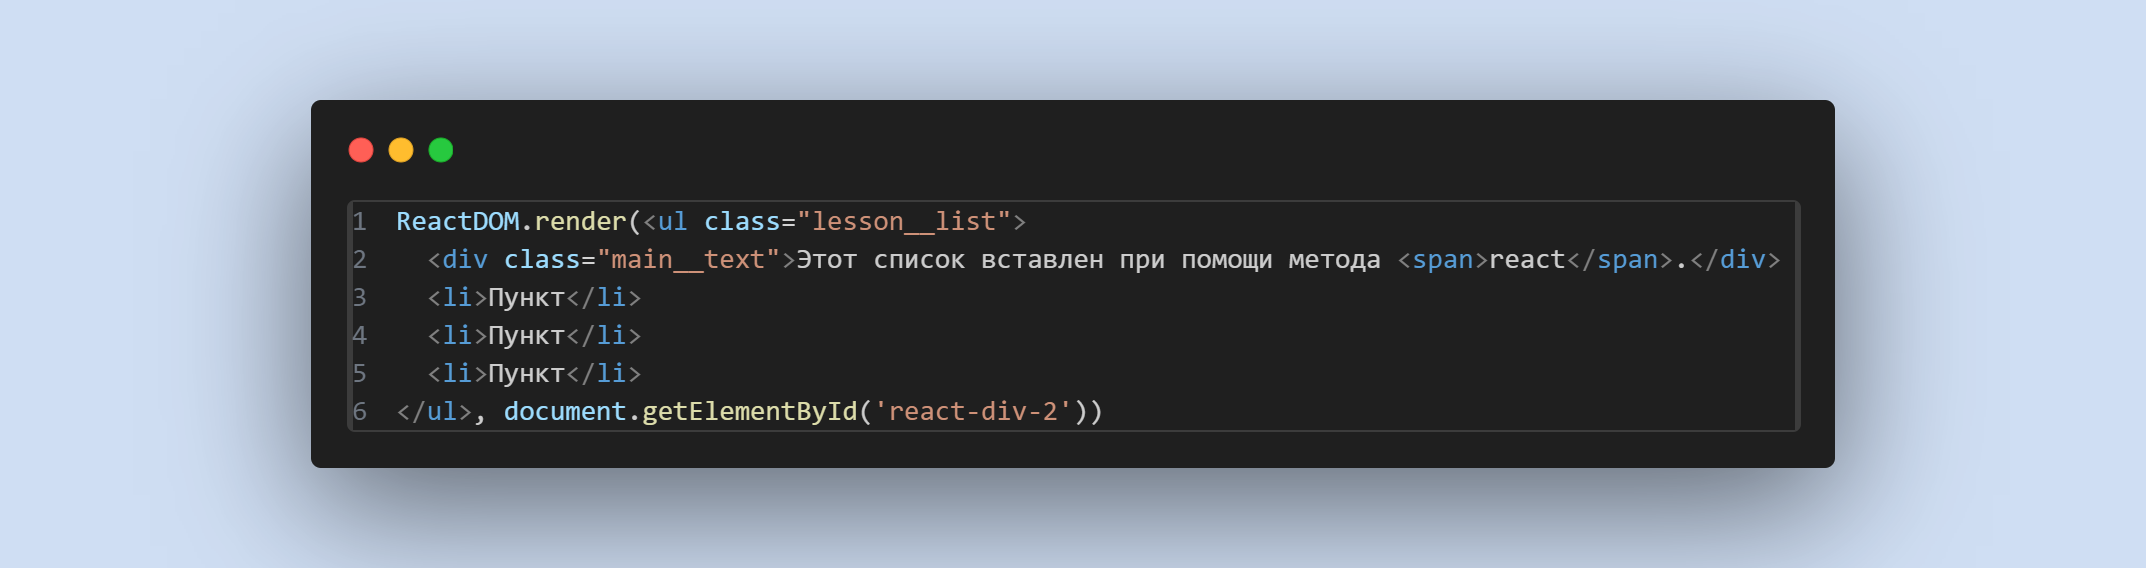 1 ReactDOM.render(<ul class="lesson__list">
2   <div class="main__text">Этот список вставлен при помощи метода <span>react</span>.</div>
3   <li>Пункт</li>
4   <li>Пункт</li>
5   <li>Пункт</li>
6 </ul>, document.getElementById('react-div-2'))